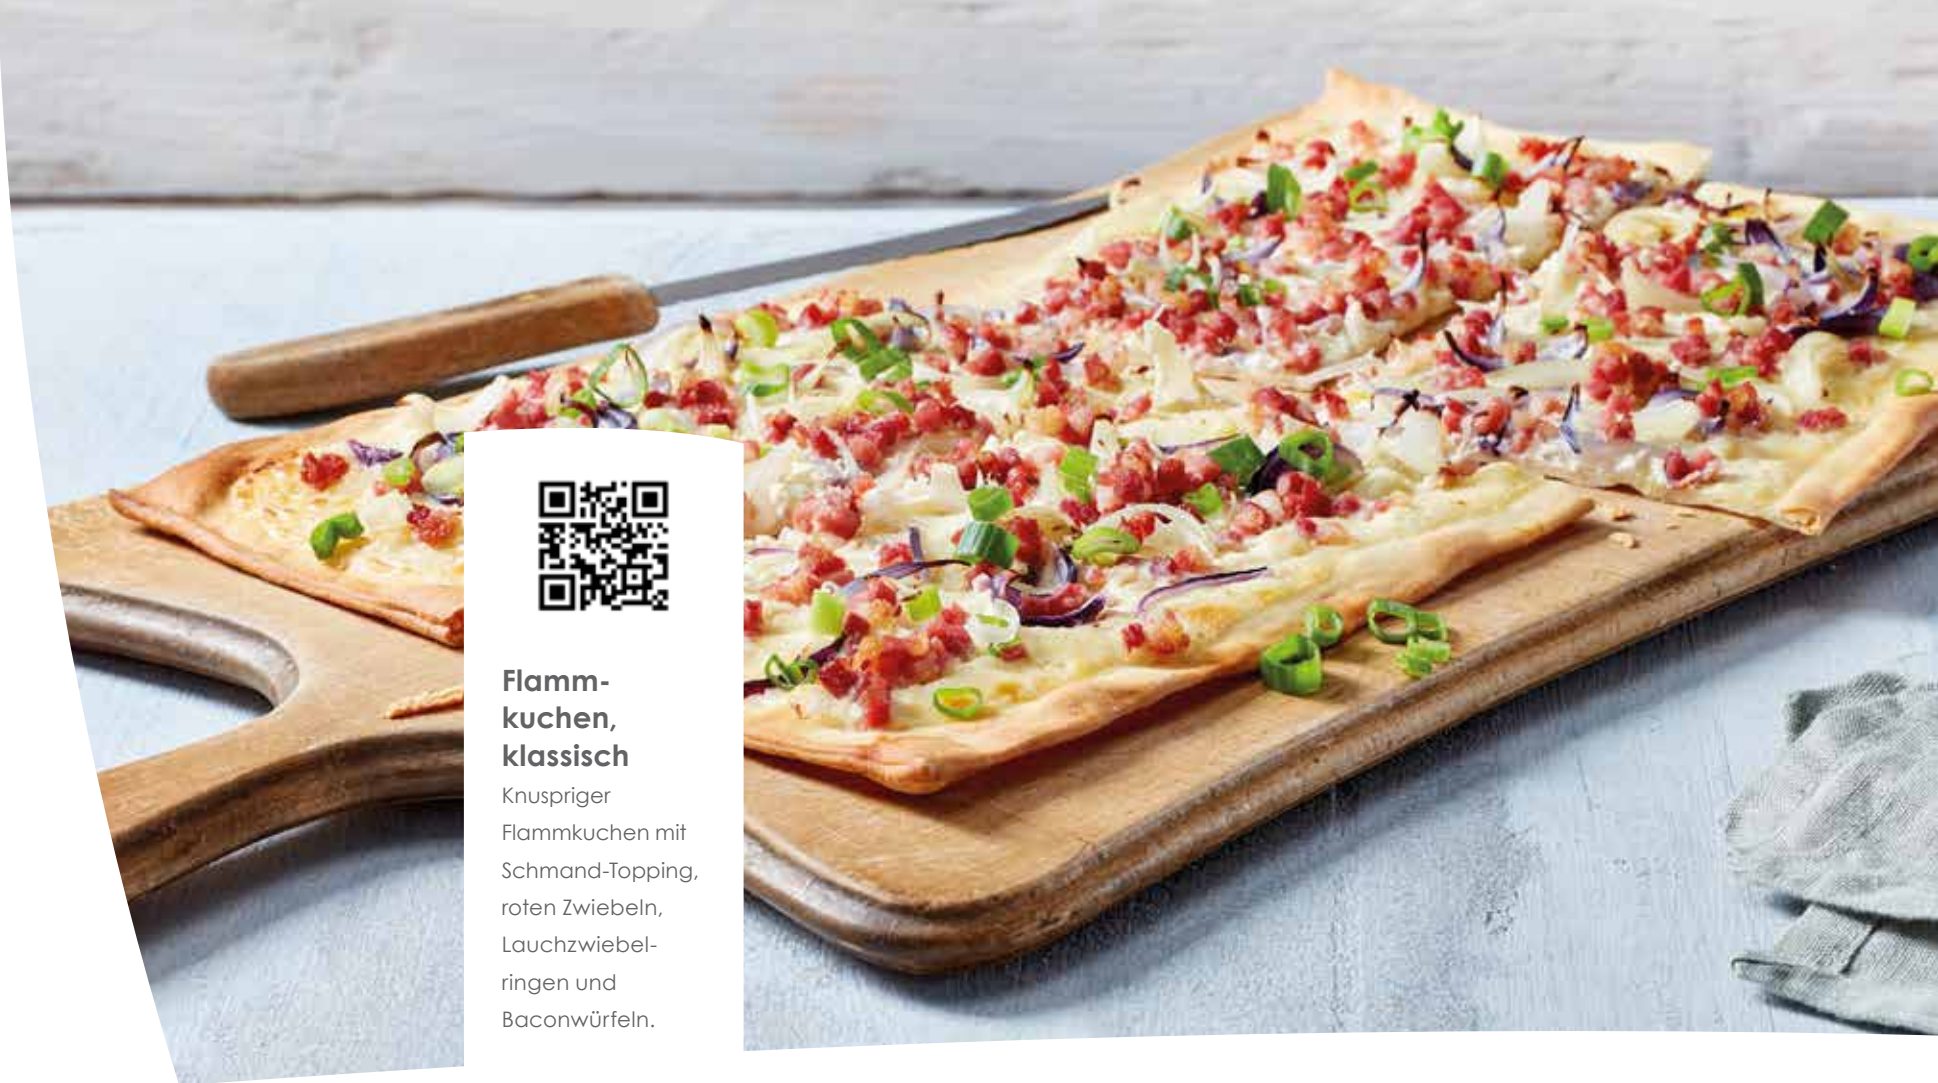 Flamm-
kuchen,
klassisch
Knuspriger
Flammkuchen mit
Schmand-Topping,
roten Zwiebeln,
Lauchzwiebel-
ringen und
Baconwürfeln.